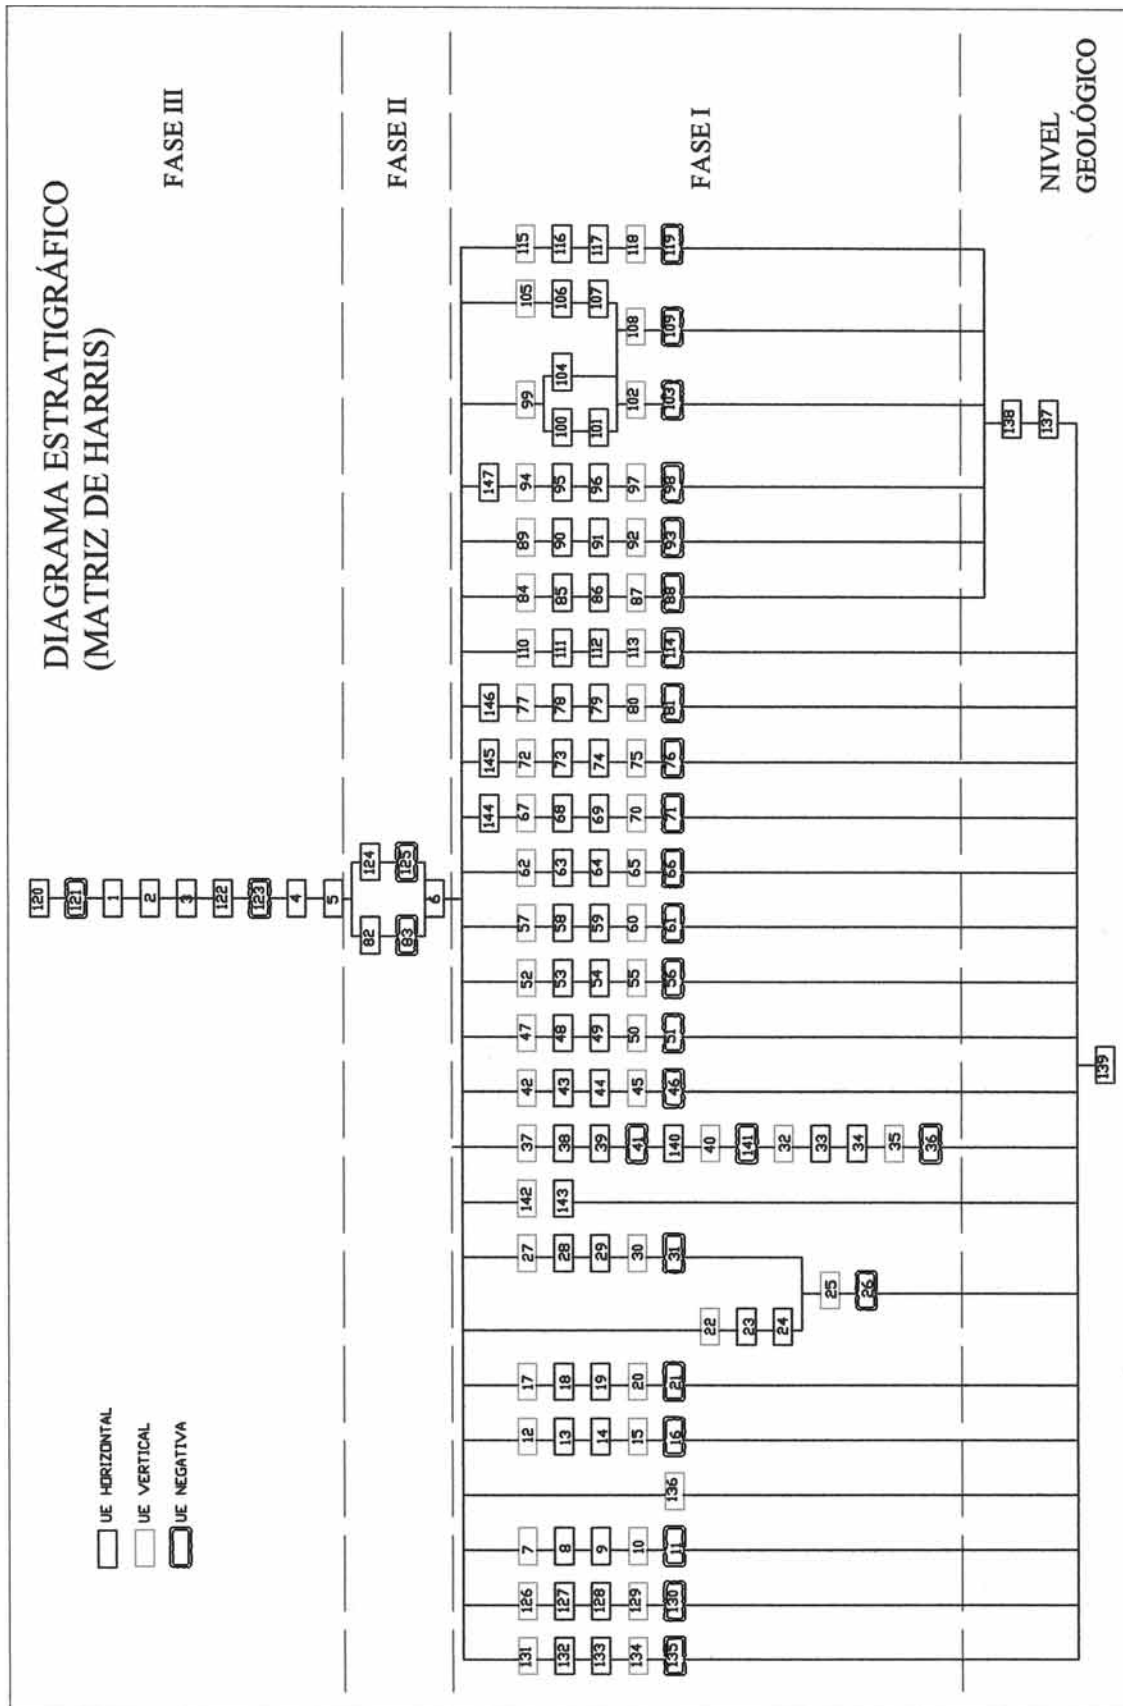 DIAGRAMA ESTRATIGRÁFICO
(MATRIZ DE HARRIS)
UE HORIZONTAL
UE VERTICAL
UE NEGATIVA
FASE III
120
121
1
2
3
122
123
4
5
FASE II
82 124
83 125
6
FASE I
144 145 146 147
131 126 7 12 17 27 142 37 42 47 52 57 62 67 72 77 110 84 89 94 99 105 115
132 127 8 13 18 28 143 38 43 48 53 58 63 68 73 78 111 85 90 95 100 104 106 116
133 128 9 14 19 29 39 44 49 54 59 64 69 74 79 112 86 91 96 101 107 117
134 129 10 15 20 30 41 45 50 55 60 65 70 75 80 113 87 92 97 102 108 118
135 130 11 136 16 21 31 140 46 51 56 61 66 71 76 81 114 88 93 98 103 109 119
22 40
23 141
24 32
25 33
26 34
35
36
NIVEL
GEOLÓGICO
138
137
139